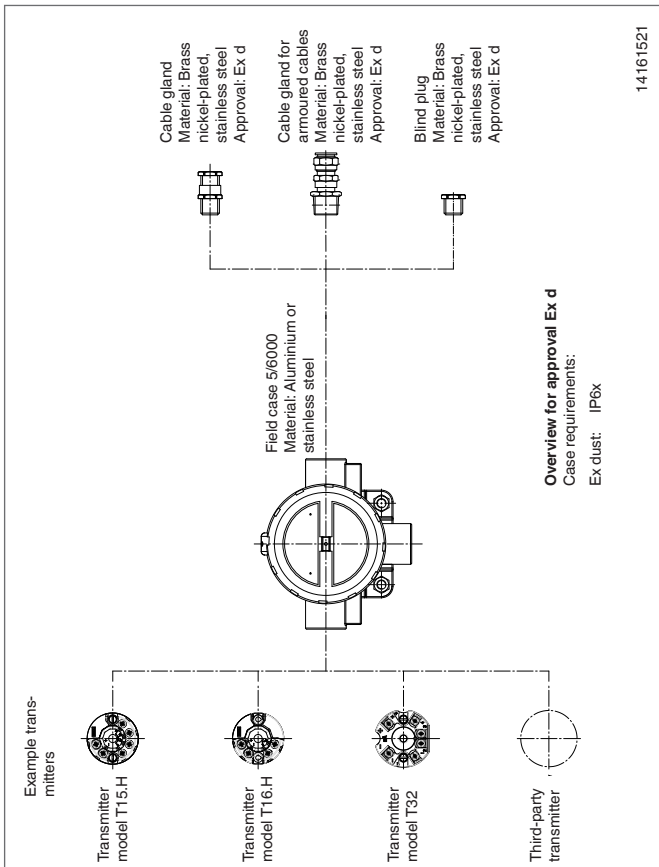 Example trans-
mitters
Transmitter
model T15.H
Transmitter
model T16.H
Transmitter
model T32
Third-party
transmitter
Field case 5/6000
Material: Aluminium or
stainless steel
Cable gland
Material: Brass
nickel-plated,
stainless steel
Approval: Ex d
Cable gland for
armoured cables
Material: Brass
nickel-plated,
stainless steel
Approval: Ex d
Blind plug
Material: Brass
nickel-plated,
stainless steel
Approval: Ex d
Overview for approval Ex d
Case requirements:
Ex dust: IP6x
14161521